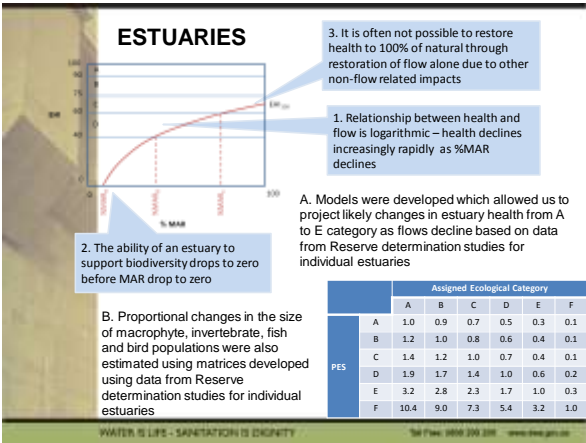 ESTUARIES
3. It is often not possible to restore
health to 100% of natural through
restoration of flow alone due to other
non-flow related impacts
1. Relationship between health and
flow is logarithmic – health declines
increasingly rapidly as %MAR
declines
100
90
75
60
40
0
100
% MAR
2. The ability of an estuary to
support biodiversity drops to zero
before MAR drop to zero
A. Models were developed which allowed us to
project likely changes in estuary health from A
to E category as flows decline based on data
from Reserve determination studies for
individual estuaries
B. Proportional changes in the size
of macrophyte, invertebrate, fish
and bird populations were also
estimated using matrices developed
using data from Reserve
determination studies for individual
estuaries
Assigned Ecological Category
A B C D E F
PES
A 1.0 0.9 0.7 0.5 0.3 0.1
B 1.2 1.0 0.8 0.6 0.4 0.1
C 1.4 1.2 1.0 0.7 0.4 0.1
D 1.9 1.7 1.4 1.0 0.6 0.2
E 3.2 2.8 2.3 1.7 1.0 0.3
F 10.4 9.0 7.3 5.4 3.2 1.0
WATER IS LIFE - SANITATION IS DIGNITY